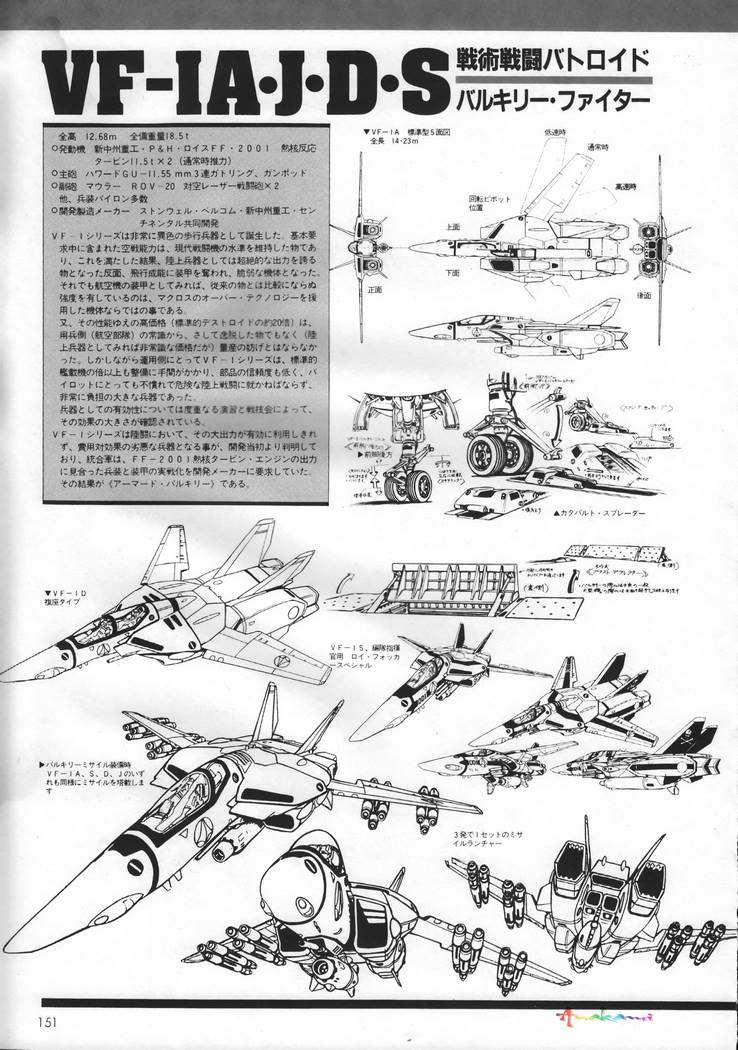 VF-1A・J・D・S
戦術戦闘バトロイド
バルキリー・ファイター
全高　12.68m　全備重量18.5t
○発動機　新中州重工・P&H・ロイスFF・2001　熱核反応
タービン11.5t×2（通常時推力）
○主砲　ハワードGU-11.55mm3連ガトリング、ガンポッド
○副砲　マウラー　ROV-20　対空レーザー戦闘砲×2
他、兵装パイロン多数
○開発製造メーカー　ストンウェル・ベルコム・新中州重工・セン
チネンタル共同開発
VF-1シリーズは非常に異色の歩行兵器として誕生した。基本要
求中に含まれた空戦能力は、現代戦闘機の水準を維持した物であ
り、これを満たした結果、陸上兵器としては超絶的な出力を誇る
物となった反面、飛行成能に装甲を奪われ、脆弱な機体となった。
それでも航空機の装甲としてみれば、従来の物とは比較にならぬ
強度を有しているのは、マクロスのオーバー・テクノロジーを援
用した機体ならではの事である。
又、その性能ゆえの高価格（標準的デストロイドの約20倍）は、
用兵側（航空部隊）の常識から、さして逸脱した物でもなく（陸
上兵器としてみれば非常識な価格だが）量産の妨げとはならなか
った。しかしながら運用側にとってVF-1シリーズは、標準的
艦載機の倍以上も整備に手間がかかり、部品の信頼度も低く、パ
イロットにとっても不慣れで危険な陸上戦闘に就かねばならず、
非常に負担の大きな兵器であった。
兵器としての有効性については度重なる演習と戦技会によって、
その効果の大きさが確認されている。
VF-1シリーズは陸闘において、その大出力が有効に利用しきれ
ず、費用対効果の劣悪な兵器となる事が、開発当初より判明して
おり、統合軍は、FF-2001熱核タービン・エンジンの出力
に見合った兵装と装甲の実戦化を開発メーカーに要求していた。
その結果が《アーマード・バルキリー》である。
▼VF-1A　標準型5面図
全長　14・23m
低速時
通常時
高速時
回転ピボット
位置
上面
下面
正面
後面
▶前脚後方
▲カタパルト・スプレーダー
▼VF-1D
複座タイプ
VF-1S、編隊指揮
官用　ロイ・フォッカ
ースペシャル
▶バルキリーミサイル装備時
VF-1A、S、D、Jのいず
れも同様にミサイルを塔載しま
す
3発で1セットのミサ
イルランチャー
151
Anakami